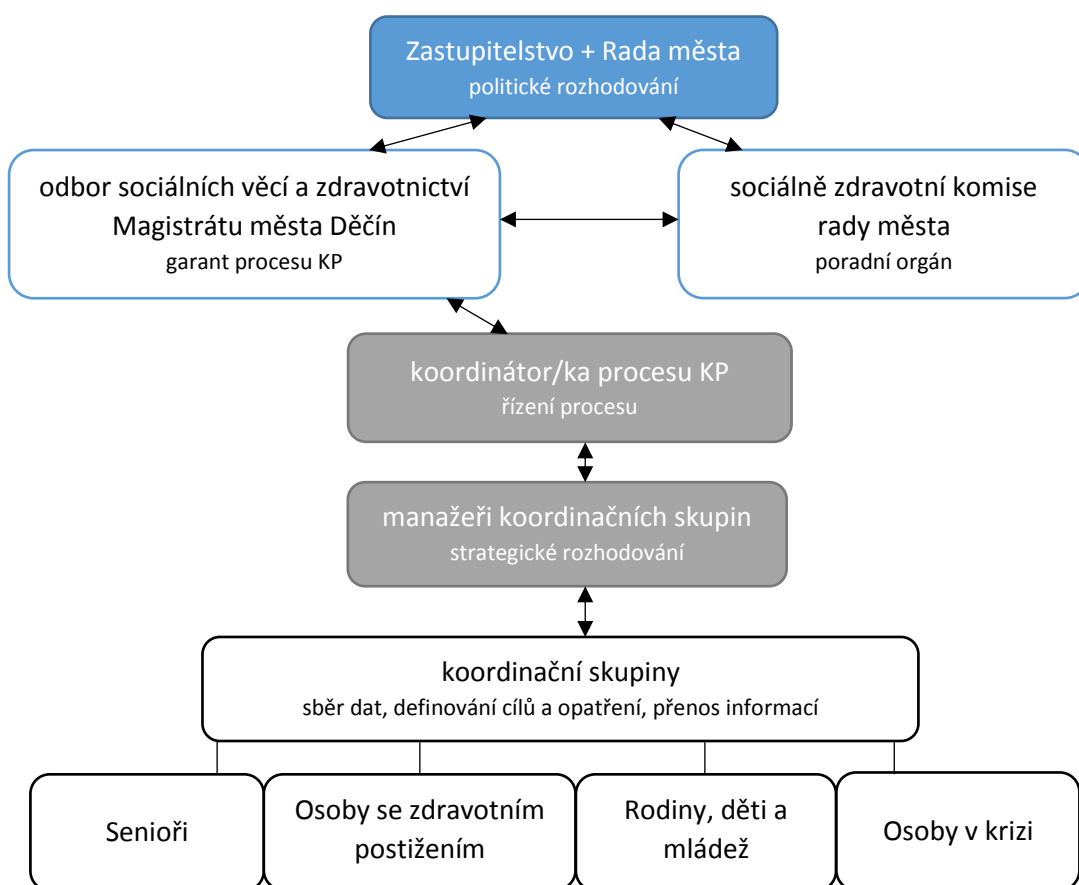 Zastupitelstvo + Rada města
politické rozhodování
odbor sociálních věcí a zdravotnictví
Magistrátu města Děčín
garant procesu KP
sociálně zdravotní komise
rady města
poradní orgán
koordinátor/ka procesu KP
řízení procesu
manažeři koordinačních skupin
strategické rozhodování
koordinační skupiny
sběr dat, definování cílů a opatření, přenos informací
Senioři
Osoby se zdravotním
postižením
Rodiny, děti a
mládež
Osoby v krizi